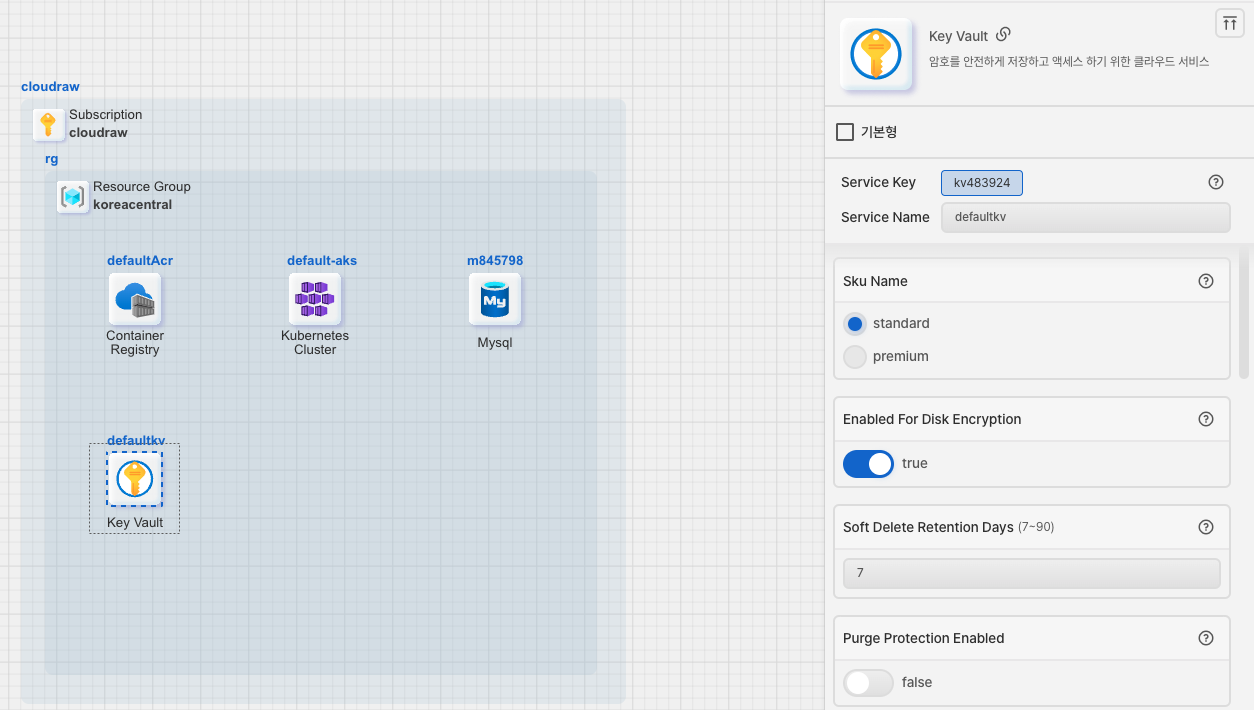 cloudraw
Subscription
cloudraw
rg
Resource Group
koreacentral
defaultAcr
Container
Registry
default-aks
Kubernetes
Cluster
m845798
My
Mysql
defaultkv
Key Vault
Key Vault
암호를 안전하게 저장하고 액세스 하기 위한 클라우드 서비스
기본형
Service Key
kv483924
Service Name
defaultkv
Sku Name
standard
premium
Enabled For Disk Encryption
true
Soft Delete Retention Days (7~90)
7
Purge Protection Enabled
false